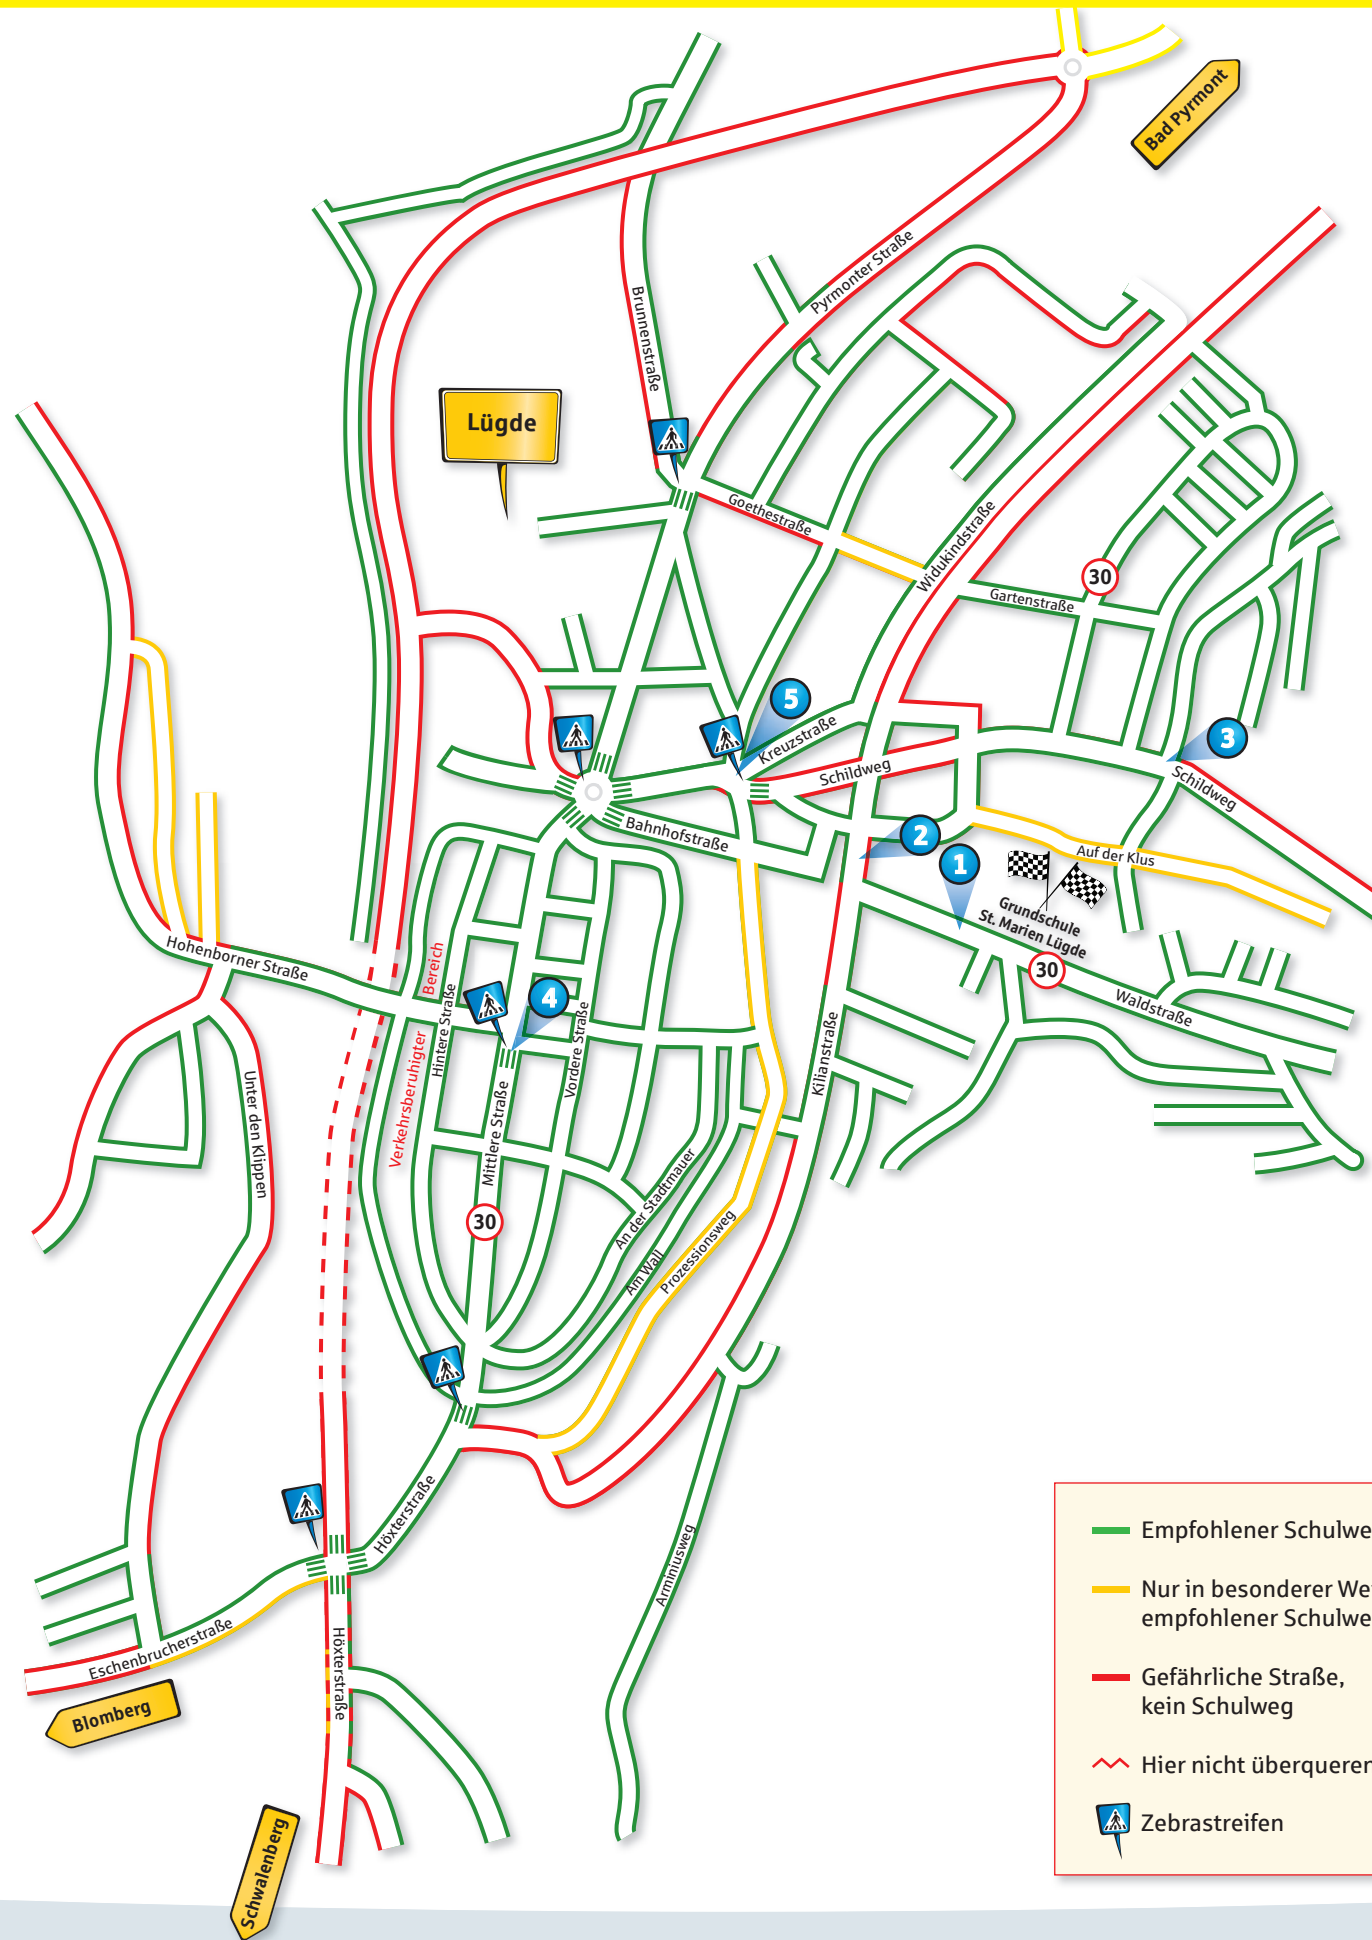 Bad Pyrmont
Pyrmonter Straße
Brunnenstraße
Lügde
Goethestraße
Widukindstraße
30
Gartenstraße
5
Kreuzstraße
3
Schildweg
Schildweg
Bahnhofstraße
2
1
Auf der Klus
Grundschule
St. Marien Lügde
30
Hohenborner Straße
Bereich
Verkehrsberuhigter
Hintere Straße
4
Vordere Straße
Waldstraße
Kilianstraße
Unter den Klippen
Mittlere Straße
30
An der Stadtmauer
Am Wall
Prozessionsweg
Höxterstraße
Arminiusweg
Eschenbrucherstraße
Höxterstraße
Blomberg
Schwalenberg
Empfohlener Schulwe
Nur in besonderer We
empfohlener Schulwe
Gefährliche Straße,
kein Schulweg
Hier nicht überqueren
Zebrastreifen